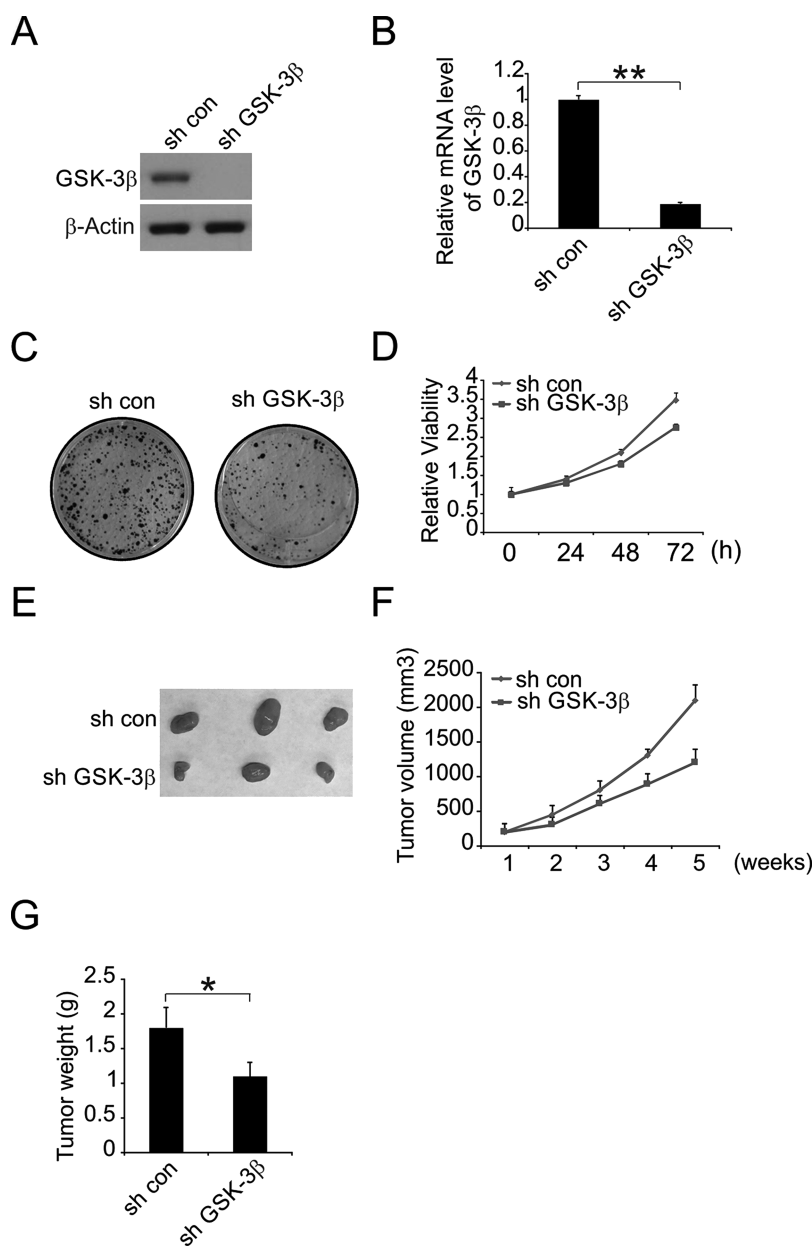 A
sh con
sh GSK-3β
GSK-3β
β-Actin
B
Relative mRNA level
of GSK-3β
1.2
1
0.8
0.6
0.4
0.2
0
**
sh con
sh GSK-3β
C
sh con
sh GSK-3β
D
Relative Viability
4
3.5
3
2.5
2
1.5
1
0.5
0
sh con
sh GSK-3β
0 24 48 72 (h)
E
sh con
sh GSK-3β
F
Tumor volume (mm3)
2500
2000
1500
1000
500
0
sh con
sh GSK-3β
1 2 3 4 5 (weeks)
G
Tumor weight (g)
2.5
2
1.5
1
0.5
0
*
sh con
sh GSK-3β